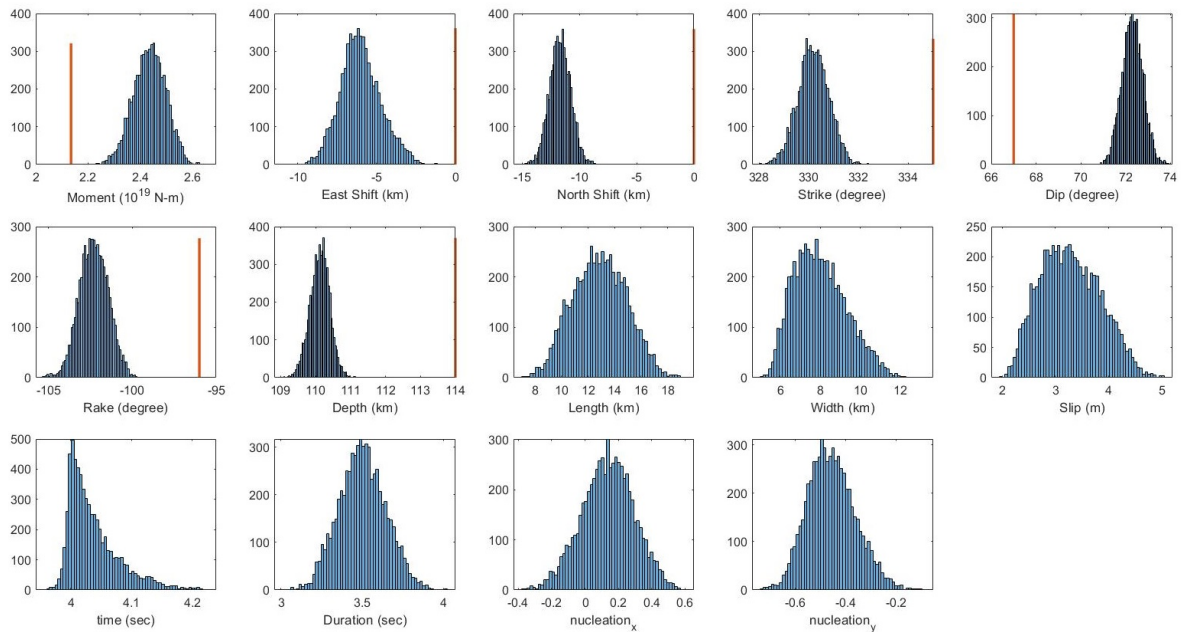 400 400 400 400 300
300 300 300 300 200
200 200 200 200 100
100 100 100 100
0 0 0 0 0
2 2.2 2.4 2.6 -10 -5 0 -15 -10 -5 0 328 330 332 334 66 68 70 72 74
Moment (10^19 N-m) East Shift (km) North Shift (km) Strike (degree) Dip (degree)
300 400 300 300 250
200 300 200 200 200
100 200 100 100 150
100 100
50
0 0 0 0 0
-105 -100 -95 109 110 111 112 113 114 8 10 12 14 16 18 6 8 10 12 2 3 4 5
Rake (degree) Depth (km) Length (km) Width (km) Slip (m)
500 300 300 300
400 200 200 200
300 100 100 100
200
100
0 0 0 0
4 4.1 4.2 3 3.5 4 -0.4 -0.2 0 0.2 0.4 0.6 -0.6 -0.4 -0.2
time (sec) Duration (sec) nucleation_x nucleation_y